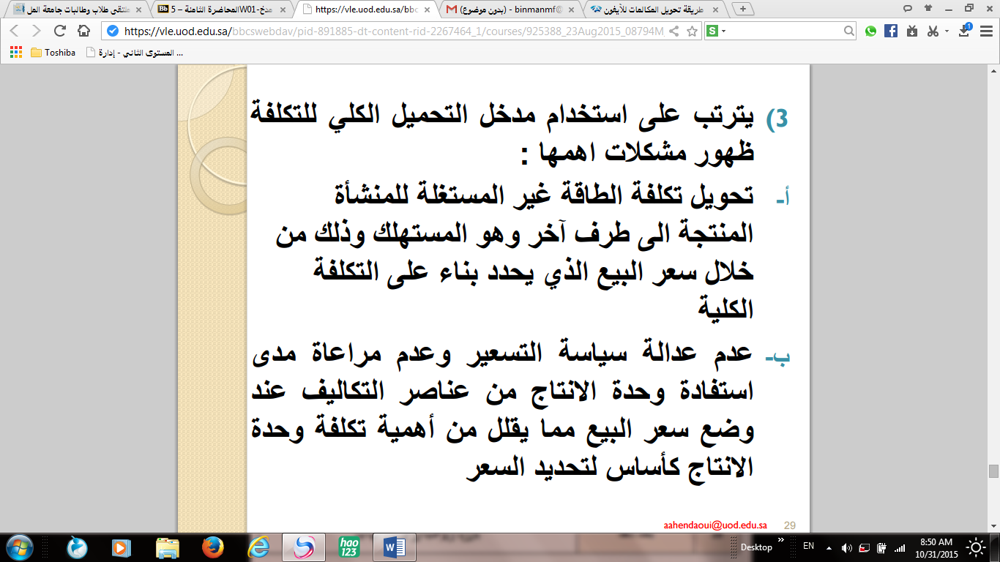 ملتقى طلاب وطالبات جامعة المل
المحاضرة الثامنة – 5 W01-مدخ
https://vle.uod.edu.sa/bbc
(بدون موضوع) - binmanmf@
طريقة تحويل المكالمات للآيفون
https://vle.uod.edu.sa/bbcswebdav/pid-891885-dt-content-rid-2267464_1/courses/925388_23Aug2015_08794M
Toshiba
المستوى الثاني - إدارة ...
3) يترتب على استخدام مدخل التحميل الكلي للتكلفة
ظهور مشكلات اهمها :
أ- تحويل تكلفة الطاقة غير المستغلة للمنشأة
المنتجة الى طرف آخر وهو المستهلك وذلك من
خلال سعر البيع الذي يحدد بناء على التكلفة
الكلية
ب- عدم عدالة سياسة التسعير وعدم مراعاة مدى
استفادة وحدة الانتاج من عناصر التكاليف عند
وضع سعر البيع مما يقلل من أهمية تكلفة وحدة
الانتاج كأساس لتحديد السعر
aahendaoui@uod.edu.sa 29
hao123
Desktop
EN
8:50 AM
10/31/2015